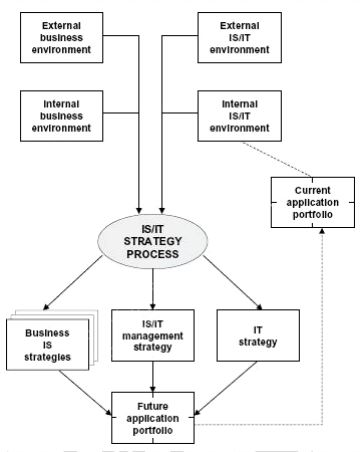 External
business
environment
External
IS/IT
environment
Internal
business
environment
Internal
IS/IT
environment
Current
application
portfolio
IS/IT
STRATEGY
PROCESS
Business
IS
strategies
IS/IT
management
strategy
IT
strategy
Future
application
portfolio